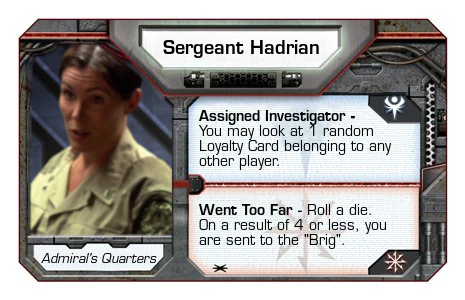 Sergeant Hadrian
Assigned Investigator -
You may look at 1 random
Loyalty Card belonging to any
other player.
Went Too Far - Roll a die.
On a result of 4 or less, you
are sent to the "Brig".
Admiral's Quarters